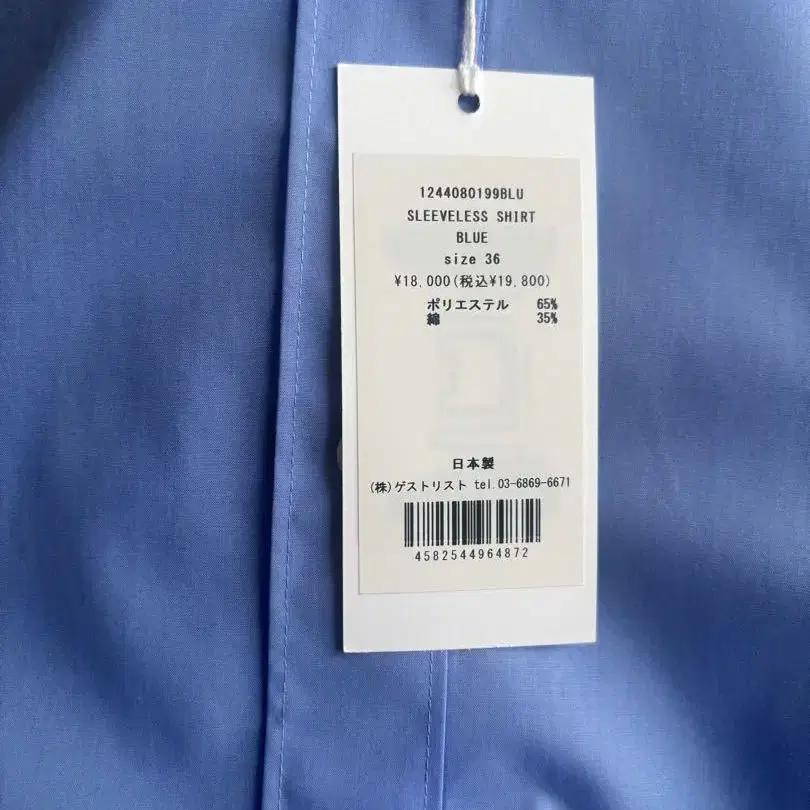 1244080199BLU
SLEEVELESS SHIRT
BLUE
size 36
¥18,000(税込¥19,800)
ポリエステル 65%
綿 35%
日本製
(株)ゲストリスト tel.03-6869-6671
4582544964872